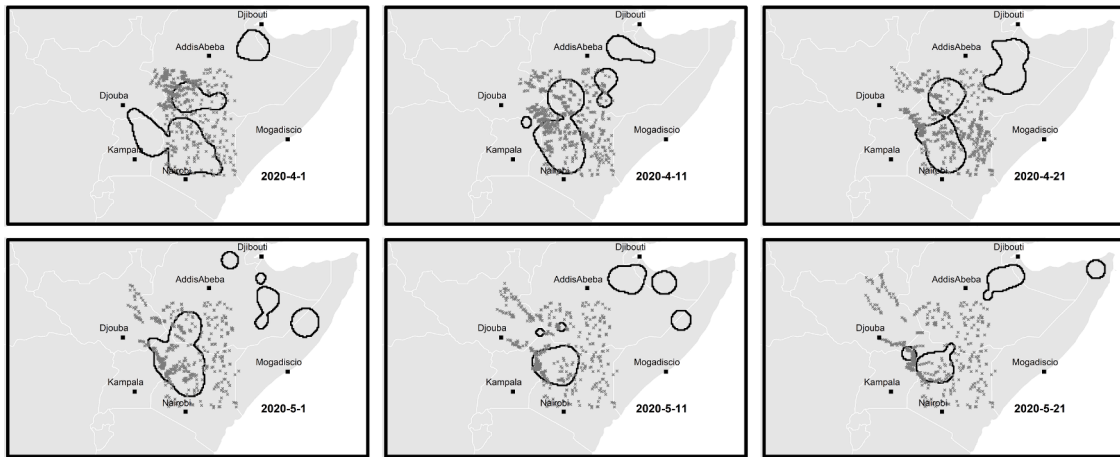 Djibouti
AddisAbeba
Djouba
Mogadiscio
Kampala
Nairobi
2020-4-1
Djibouti
AddisAbeba
Djouba
Mogadiscio
Kampala
Nairobi
2020-4-11
Djibouti
AddisAbeba
Djouba
Mogadiscio
Kampala
Nairobi
2020-4-21
Djibouti
AddisAbeba
Djouba
Mogadiscio
Kampala
Nairobi
2020-5-1
Djibouti
AddisAbeba
Djouba
Mogadiscio
Kampala
Nairobi
2020-5-11
Djibouti
AddisAbeba
Djouba
Mogadiscio
Kampala
Nairobi
2020-5-21